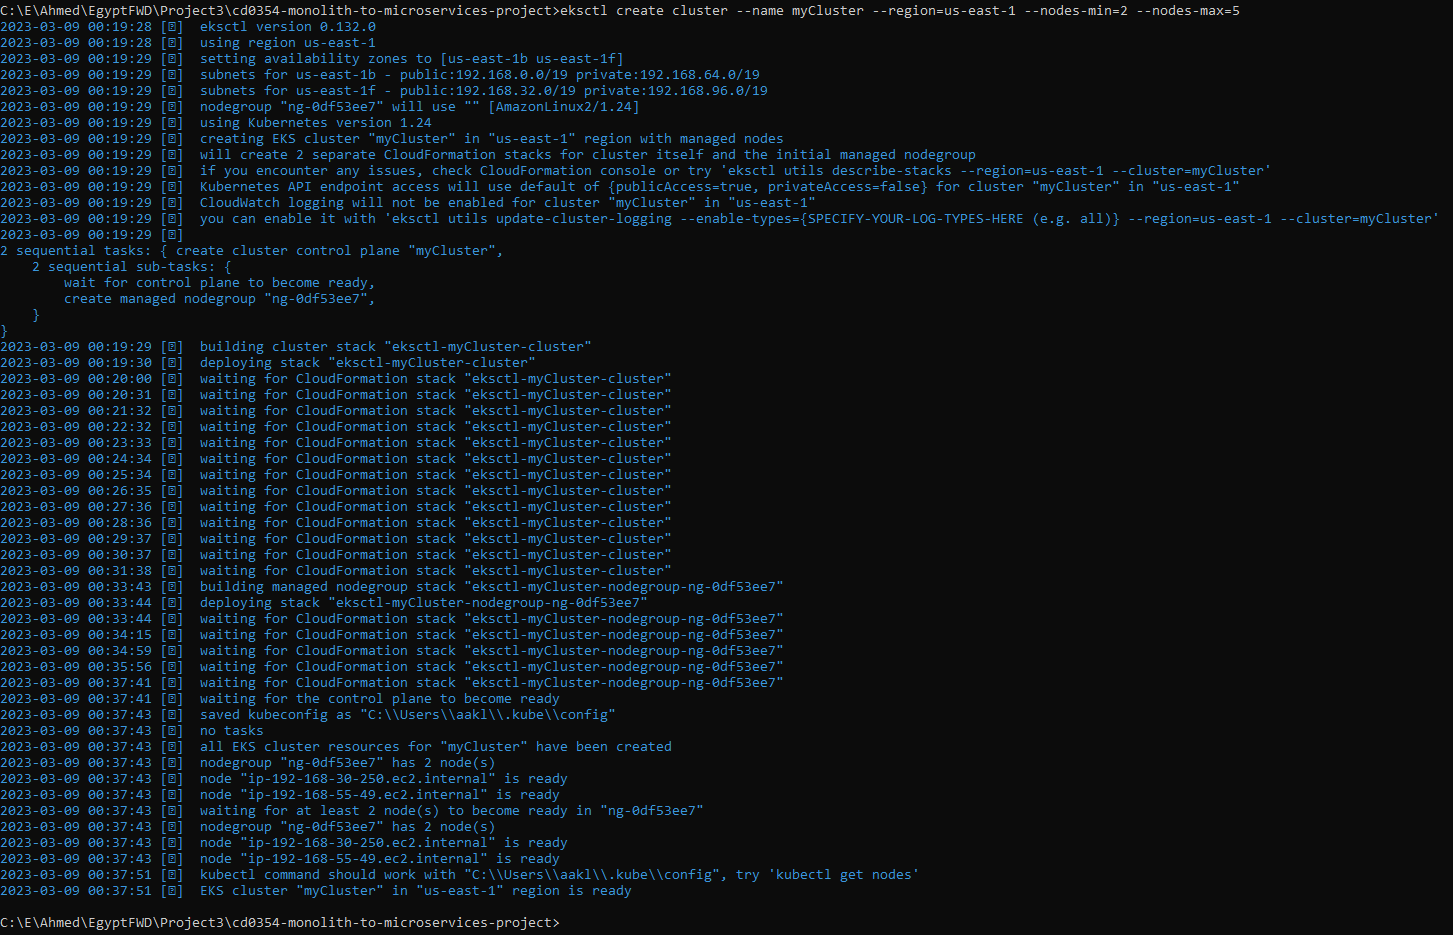 C:\E\Ahmed\EgyptFWD\Project3\cd0354-monolith-to-microservices-project>eksctl create cluster --name myCluster --region=us-east-1 --nodes-min=2 --nodes-max=5
2023-03-09 00:19:28 [⍰]  eksctl version 0.132.0
2023-03-09 00:19:28 [⍰]  using region us-east-1
2023-03-09 00:19:29 [⍰]  setting availability zones to [us-east-1b us-east-1f]
2023-03-09 00:19:29 [⍰]  subnets for us-east-1b - public:192.168.0.0/19 private:192.168.64.0/19
2023-03-09 00:19:29 [⍰]  subnets for us-east-1f - public:192.168.32.0/19 private:192.168.96.0/19
2023-03-09 00:19:29 [⍰]  nodegroup "ng-0df53ee7" will use "" [AmazonLinux2/1.24]
2023-03-09 00:19:29 [⍰]  using Kubernetes version 1.24
2023-03-09 00:19:29 [⍰]  creating EKS cluster "myCluster" in "us-east-1" region with managed nodes
2023-03-09 00:19:29 [⍰]  will create 2 separate CloudFormation stacks for cluster itself and the initial managed nodegroup
2023-03-09 00:19:29 [⍰]  if you encounter any issues, check CloudFormation console or try 'eksctl utils describe-stacks --region=us-east-1 --cluster=myCluster'
2023-03-09 00:19:29 [⍰]  Kubernetes API endpoint access will use default of {publicAccess=true, privateAccess=false} for cluster "myCluster" in "us-east-1"
2023-03-09 00:19:29 [⍰]  CloudWatch logging will not be enabled for cluster "myCluster" in "us-east-1"
2023-03-09 00:19:29 [⍰]  you can enable it with 'eksctl utils update-cluster-logging --enable-types={SPECIFY-YOUR-LOG-TYPES-HERE (e.g. all)} --region=us-east-1 --cluster=myCluster'
2023-03-09 00:19:29 [⍰]
2 sequential tasks: { create cluster control plane "myCluster",
    2 sequential sub-tasks: {
        wait for control plane to become ready,
        create managed nodegroup "ng-0df53ee7",
    }
}
2023-03-09 00:19:29 [⍰]  building cluster stack "eksctl-myCluster-cluster"
2023-03-09 00:19:30 [⍰]  deploying stack "eksctl-myCluster-cluster"
2023-03-09 00:20:00 [⍰]  waiting for CloudFormation stack "eksctl-myCluster-cluster"
2023-03-09 00:20:31 [⍰]  waiting for CloudFormation stack "eksctl-myCluster-cluster"
2023-03-09 00:21:32 [⍰]  waiting for CloudFormation stack "eksctl-myCluster-cluster"
2023-03-09 00:22:32 [⍰]  waiting for CloudFormation stack "eksctl-myCluster-cluster"
2023-03-09 00:23:33 [⍰]  waiting for CloudFormation stack "eksctl-myCluster-cluster"
2023-03-09 00:24:34 [⍰]  waiting for CloudFormation stack "eksctl-myCluster-cluster"
2023-03-09 00:25:34 [⍰]  waiting for CloudFormation stack "eksctl-myCluster-cluster"
2023-03-09 00:26:35 [⍰]  waiting for CloudFormation stack "eksctl-myCluster-cluster"
2023-03-09 00:27:36 [⍰]  waiting for CloudFormation stack "eksctl-myCluster-cluster"
2023-03-09 00:28:36 [⍰]  waiting for CloudFormation stack "eksctl-myCluster-cluster"
2023-03-09 00:29:37 [⍰]  waiting for CloudFormation stack "eksctl-myCluster-cluster"
2023-03-09 00:30:37 [⍰]  waiting for CloudFormation stack "eksctl-myCluster-cluster"
2023-03-09 00:31:38 [⍰]  waiting for CloudFormation stack "eksctl-myCluster-cluster"
2023-03-09 00:33:43 [⍰]  building managed nodegroup stack "eksctl-myCluster-nodegroup-ng-0df53ee7"
2023-03-09 00:33:44 [⍰]  deploying stack "eksctl-myCluster-nodegroup-ng-0df53ee7"
2023-03-09 00:33:44 [⍰]  waiting for CloudFormation stack "eksctl-myCluster-nodegroup-ng-0df53ee7"
2023-03-09 00:34:15 [⍰]  waiting for CloudFormation stack "eksctl-myCluster-nodegroup-ng-0df53ee7"
2023-03-09 00:34:59 [⍰]  waiting for CloudFormation stack "eksctl-myCluster-nodegroup-ng-0df53ee7"
2023-03-09 00:35:56 [⍰]  waiting for CloudFormation stack "eksctl-myCluster-nodegroup-ng-0df53ee7"
2023-03-09 00:37:41 [⍰]  waiting for CloudFormation stack "eksctl-myCluster-nodegroup-ng-0df53ee7"
2023-03-09 00:37:41 [⍰]  waiting for the control plane to become ready
2023-03-09 00:37:43 [⍰]  saved kubeconfig as "C:\\Users\\aakl\\.kube\\config"
2023-03-09 00:37:43 [⍰]  no tasks
2023-03-09 00:37:43 [⍰]  all EKS cluster resources for "myCluster" have been created
2023-03-09 00:37:43 [⍰]  nodegroup "ng-0df53ee7" has 2 node(s)
2023-03-09 00:37:43 [⍰]  node "ip-192-168-30-250.ec2.internal" is ready
2023-03-09 00:37:43 [⍰]  node "ip-192-168-55-49.ec2.internal" is ready
2023-03-09 00:37:43 [⍰]  waiting for at least 2 node(s) to become ready in "ng-0df53ee7"
2023-03-09 00:37:43 [⍰]  nodegroup "ng-0df53ee7" has 2 node(s)
2023-03-09 00:37:43 [⍰]  node "ip-192-168-30-250.ec2.internal" is ready
2023-03-09 00:37:43 [⍰]  node "ip-192-168-55-49.ec2.internal" is ready
2023-03-09 00:37:51 [⍰]  kubectl command should work with "C:\\Users\\aakl\\.kube\\config", try 'kubectl get nodes'
2023-03-09 00:37:51 [⍰]  EKS cluster "myCluster" in "us-east-1" region is ready
C:\E\Ahmed\EgyptFWD\Project3\cd0354-monolith-to-microservices-project>